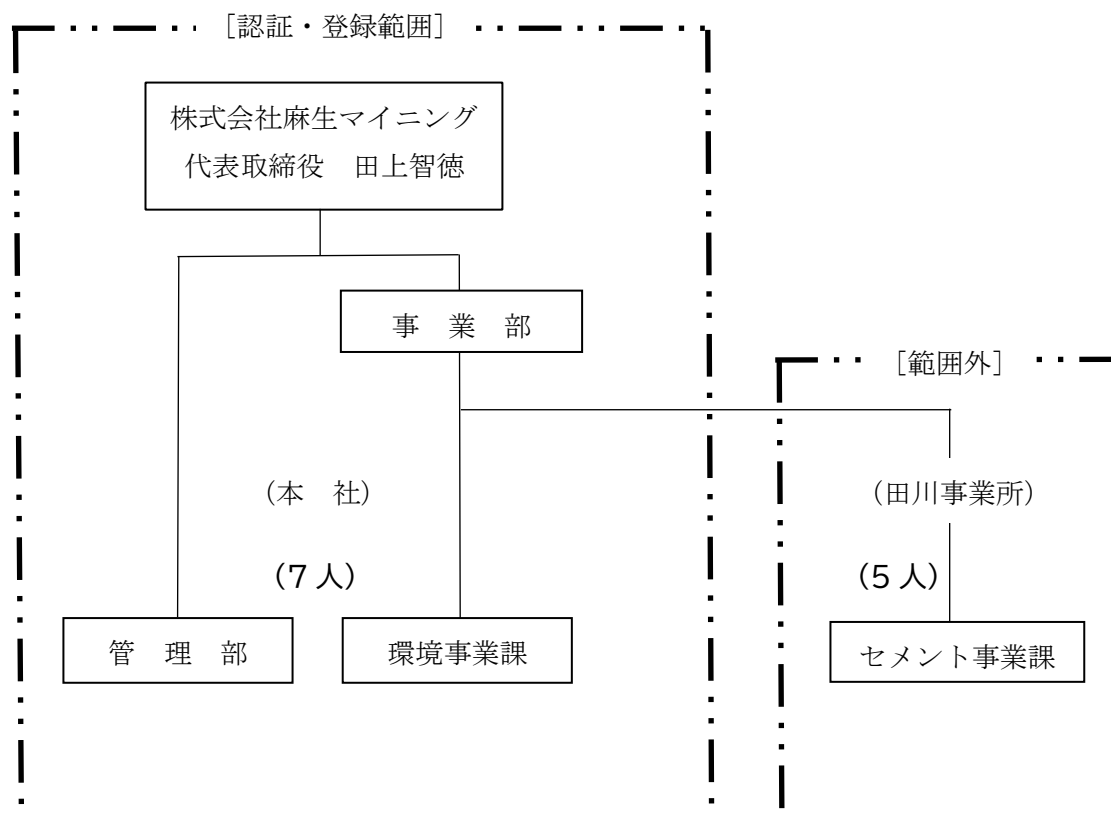 ［認証・登録範囲］
株式会社麻生マイニング
代表取締役　田上智徳
事　業　部
［範囲外］
（本　社）
（田川事業所）
（7人）
（5人）
管　理　部
環境事業課
セメント事業課